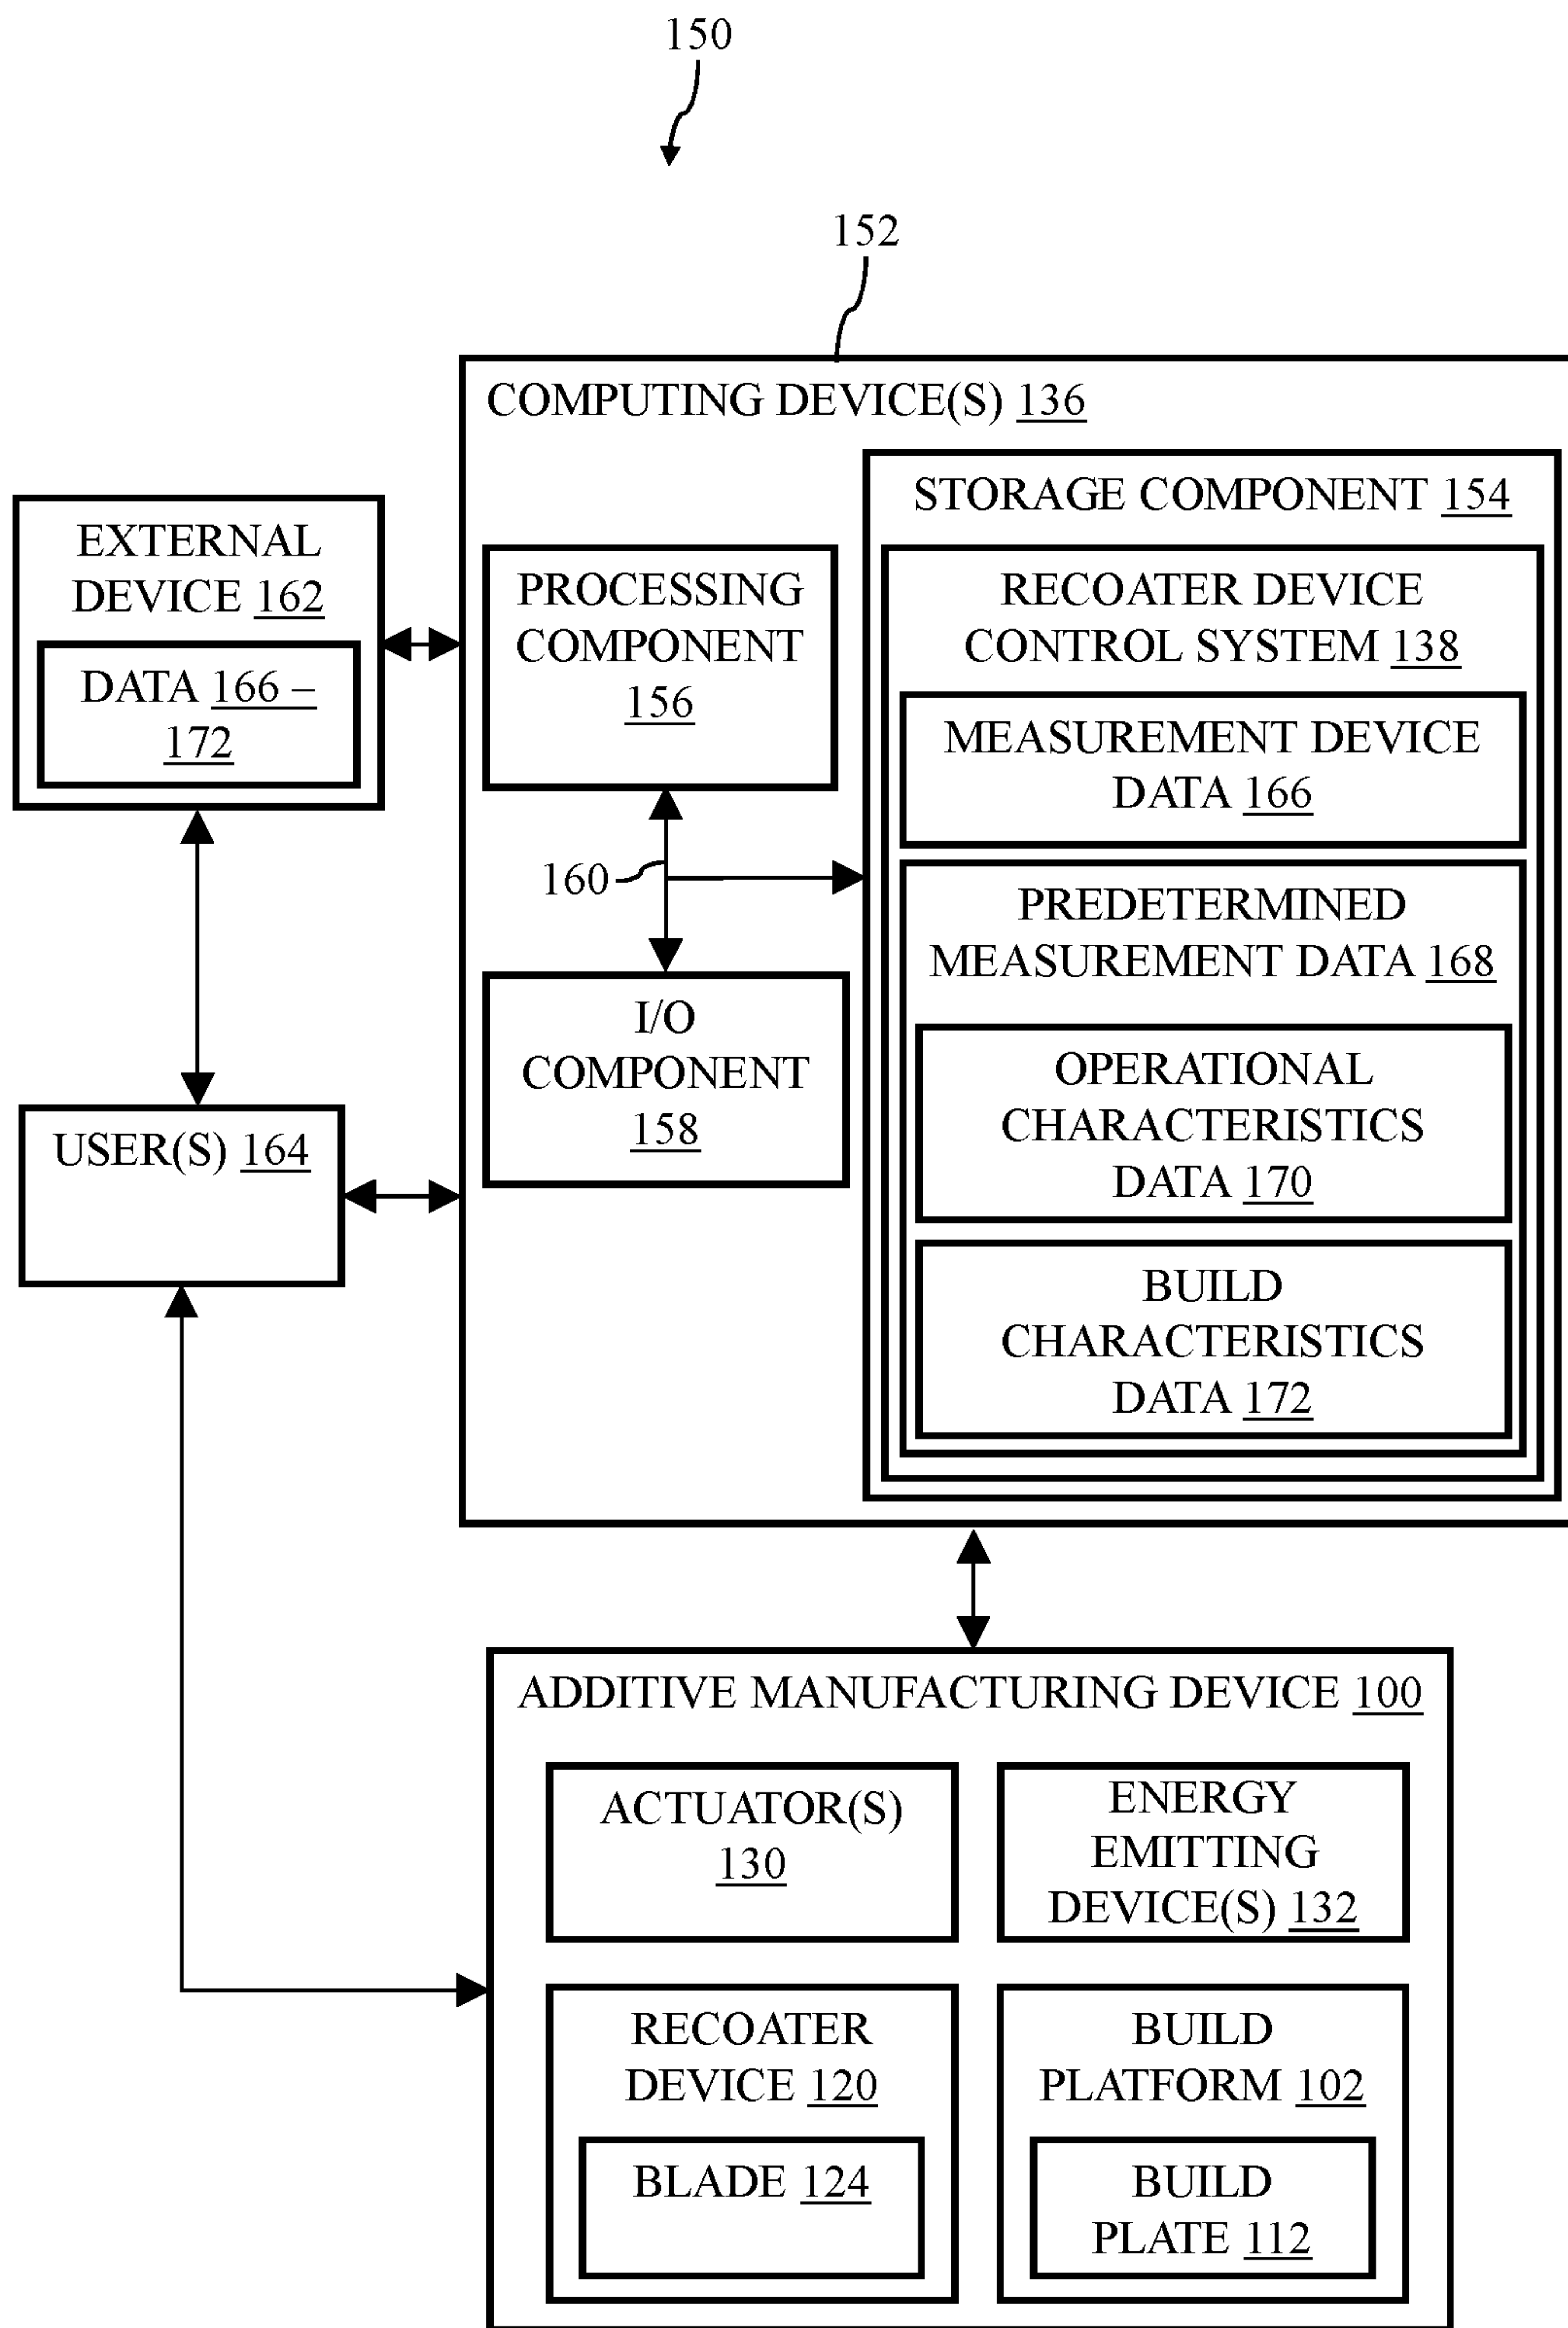 150
152
COMPUTING DEVICE(S) 136
EXTERNAL
DEVICE 162
DATA 166 –
172
USER(S) 164
PROCESSING
COMPONENT
156
160
I/O
COMPONENT
158
STORAGE COMPONENT 154
RECOATER DEVICE
CONTROL SYSTEM 138
MEASUREMENT DEVICE
DATA 166
PREDETERMINED
MEASUREMENT DATA 168
OPERATIONAL
CHARACTERISTICS
DATA 170
BUILD
CHARACTERISTICS
DATA 172
ADDITIVE MANUFACTURING DEVICE 100
ACTUATOR(S)
130
ENERGY
EMITTING
DEVICE(S) 132
RECOATER
DEVICE 120
BLADE 124
BUILD
PLATFORM 102
BUILD
PLATE 112